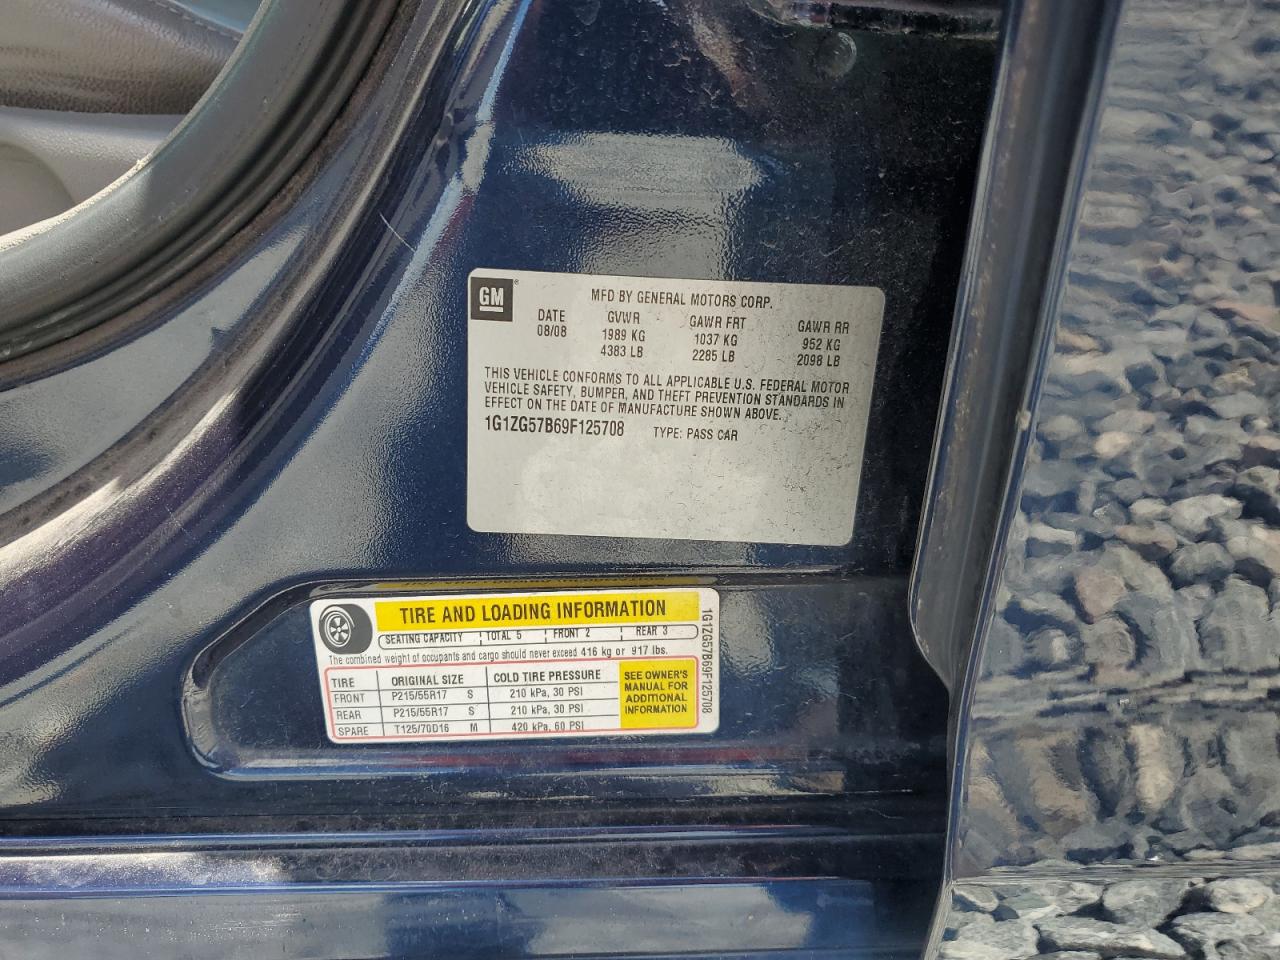 GM
MFD BY GENERAL MOTORS CORP.
DATE GVWR GAWR FRT GAWR RR
08/08 1989 KG 1037 KG 952 KG
4383 LB 2285 LB 2098 LB
THIS VEHICLE CONFORMS TO ALL APPLICABLE U.S. FEDERAL MOTOR
VEHICLE SAFETY, BUMPER, AND THEFT PREVENTION STANDARDS IN
EFFECT ON THE DATE OF MANUFACTURE SHOWN ABOVE.
1G1ZG57B69F125708 TYPE: PASS CAR
TIRE AND LOADING INFORMATION
SEATING CAPACITY TOTAL 5 FRONT 2 REAR 3
The combined weight of occupants and cargo should never exceed 416 kg or 917 lbs.
TIRE ORIGINAL SIZE COLD TIRE PRESSURE
FRONT P215/55R17 S 210 kPa, 30 PSI
REAR P215/55R17 S 210 kPa, 30 PSI
SPARE T125/70D16 M 420 kPa, 60 PSI
SEE OWNER'S
MANUAL FOR
ADDITIONAL
INFORMATION
1G1ZG57B69F125708